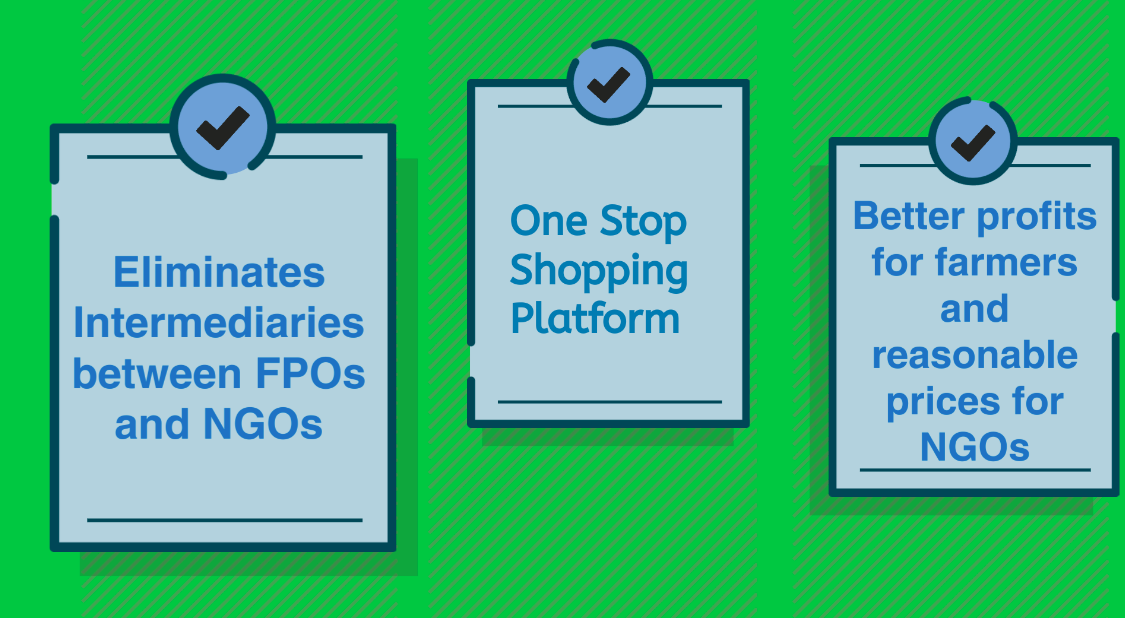 Eliminates
Intermediaries
between FPOs
and NGOs
One Stop
Shopping
Platform
Better profits
for farmers
and
reasonable
prices for
NGOs